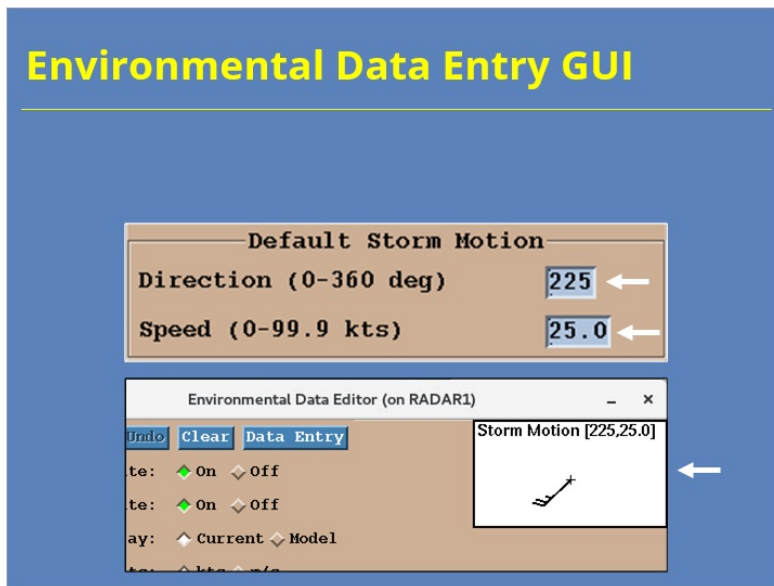 Environmental Data Entry GUI
Default Storm Motion
Direction (0-360 deg) 225
Speed (0-99.9 kts) 25.0
Environmental Data Editor (on RADAR1)
Undo Clear Data Entry
Storm Motion [225,25.0]
te: On Off
te: On Off
ay: Current Model